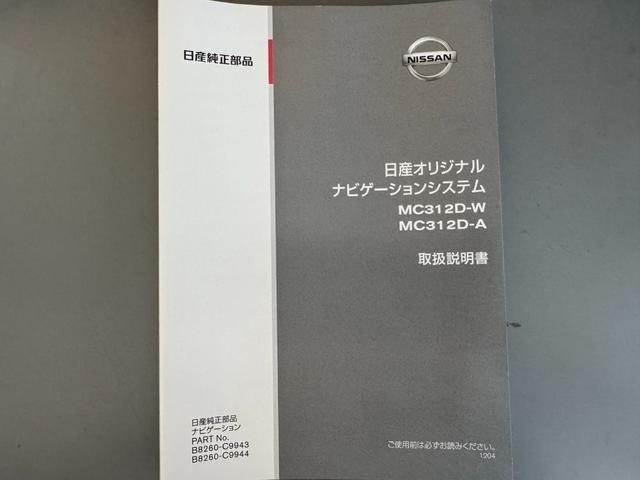 日産純正部品
NISSAN
日産オリジナル
ナビゲーションシステム
MC312D-W
MC312D-A
取扱説明書
日産純正部品
ナビゲーション
PART No.
B8260-C9943
B8260-C9944
ご使用前は必ずお読みください。
1204